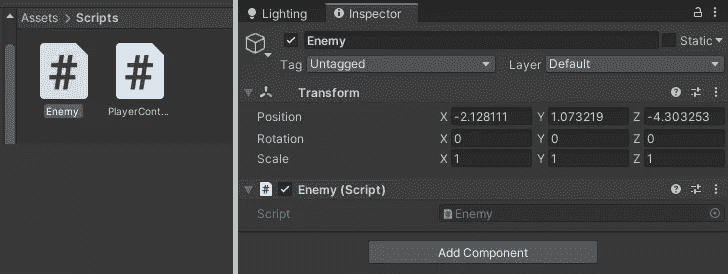 Assets > Scripts
#
Enemy
#
PlayerCont...
Lighting
Inspector
Enemy
Static
Tag Untagged Layer Default
Transform
Position X -2.128111 Y 1.073219 Z -4.303253
Rotation X 0 Y 0 Z 0
Scale X 1 Y 1 Z 1
# Enemy (Script)
Script Enemy
Add Component